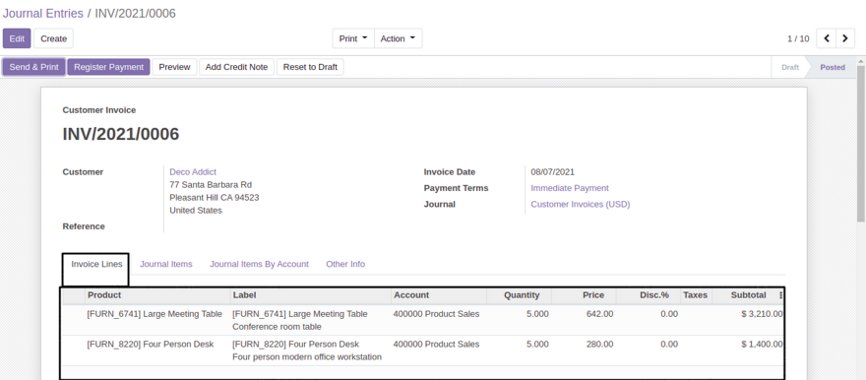 Journal Entries / INV/2021/0006
Edit Create Print Action 1 / 10
Send & Print Register Payment Preview Add Credit Note Reset to Draft Draft Posted
Customer Invoice
INV/2021/0006
Customer Deco Addict Invoice Date 08/07/2021
77 Santa Barbara Rd Payment Terms Immediate Payment
Pleasant Hill CA 94523 Journal Customer Invoices (USD)
United States
Reference
Invoice Lines Journal Items Journal Items By Account Other Info
Product Label Account Quantity Price Disc.% Taxes Subtotal
[FURN_6741] Large Meeting Table [FURN_6741] Large Meeting Table 400000 Product Sales 5.000 642.00 0.00 $ 3,210.00
Conference room table
[FURN_8220] Four Person Desk [FURN_8220] Four Person Desk 400000 Product Sales 5.000 280.00 0.00 $ 1,400.00
Four person modern office workstation